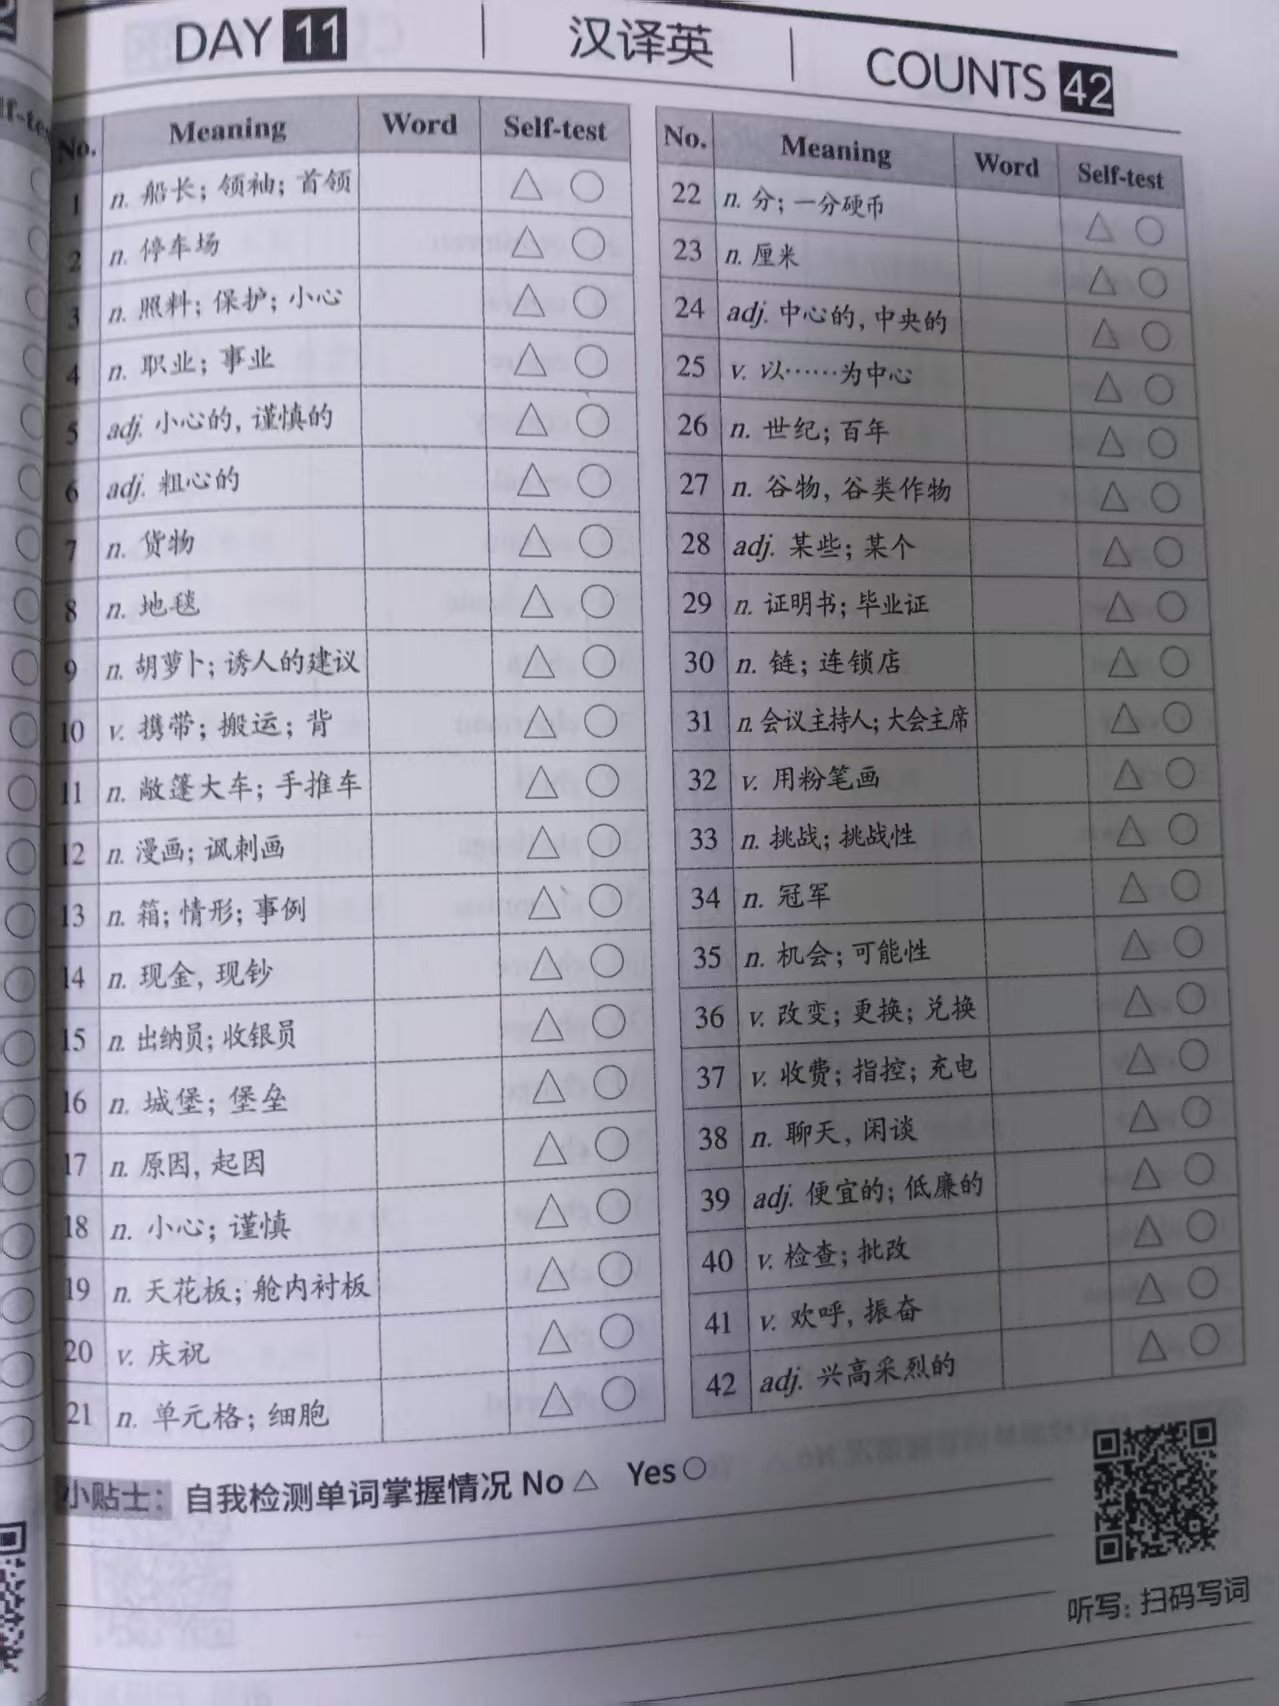 DAY 11 | 汉译英 | COUNTS 42
No. Meaning Word Self-test
1 n. 船长；领袖；首领 △ ○
2 n. 停车场 △ ○
3 n. 照料；保护；小心 △ ○
4 n. 职业；事业 △ ○
5 adj. 小心的，谨慎的 △ ○
6 adj. 粗心的 △ ○
7 n. 货物 △ ○
8 n. 地毯 △ ○
9 n. 胡萝卜；诱人的建议 △ ○
10 v. 携带；搬运；背 △ ○
11 n. 敞篷大车；手推车 △ ○
12 n. 漫画；讽刺画 △ ○
13 n. 箱；情形；事例 △ ○
14 n. 现金，现钞 △ ○
15 n. 出纳员；收银员 △ ○
16 n. 城堡；堡垒 △ ○
17 n. 原因，起因 △ ○
18 n. 小心；谨慎 △ ○
19 n. 天花板；舱内衬板 △ ○
20 v. 庆祝 △ ○
21 n. 单元格；细胞 △ ○
No. Meaning Word Self-test
22 n. 分；一分硬币 △ ○
23 n. 厘米 △ ○
24 adj. 中心的，中央的 △ ○
25 v. 以……为中心 △ ○
26 n. 世纪；百年 △ ○
27 n. 谷物，谷类作物 △ ○
28 adj. 某些；某个 △ ○
29 n. 证明书；毕业证 △ ○
30 n. 链；连锁店 △ ○
31 n. 会议主持人；大会主席 △ ○
32 v. 用粉笔画 △ ○
33 n. 挑战；挑战性 △ ○
34 n. 冠军 △ ○
35 n. 机会；可能性 △ ○
36 v. 改变；更换；兑换 △ ○
37 v. 收费；指控；充电 △ ○
38 n. 聊天，闲谈 △ ○
39 adj. 便宜的；低廉的 △ ○
40 v. 检查；批改 △ ○
41 v. 欢呼，振奋 △ ○
42 adj. 兴高采烈的 △ ○
小贴士：自我检测单词掌握情况 No △ Yes ○
听写：扫码写词